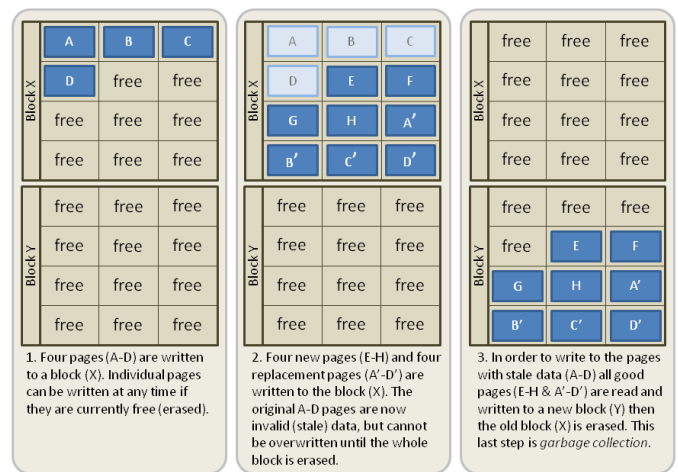 Block X
A B C
D free free
free free free
free free free
Block Y
free free free
free free free
free free free
free free free
1. Four pages (A-D) are written
to a block (X). Individual pages
can be written at any time if
they are currently free (erased).
Block X
A B C
D E F
G H A′
B′ C′ D′
Block Y
free free free
free free free
free free free
free free free
2. Four new pages (E-H) and four
replacement pages (A′-D′) are
written to the block (X). The
original A-D pages are now
invalid (stale) data, but cannot
be overwritten until the whole
block is erased.
Block X
free free free
free free free
free free free
free free free
Block Y
free free free
free E F
G H A′
B′ C′ D′
3. In order to write to the pages
with stale data (A-D) all good
pages (E-H & A′-D′) are read and
written to a new block (Y) then
the old block (X) is erased. This
last step is garbage collection.